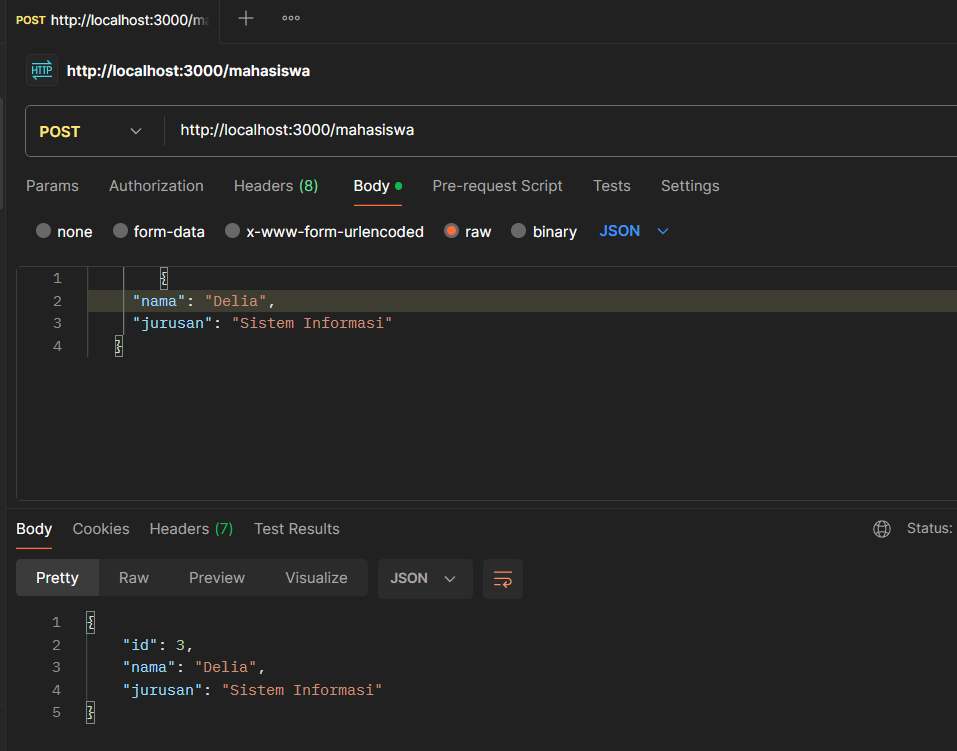 POST http://localhost:3000/m
HTTP http://localhost:3000/mahasiswa
POST http://localhost:3000/mahasiswa
Params Authorization Headers (8) Body Pre-request Script Tests Settings
none form-data x-www-form-urlencoded raw binary JSON
1 {
2 "nama": "Delia",
3 "jurusan": "Sistem Informasi"
4 }
Body Cookies Headers (7) Test Results Status:
Pretty Raw Preview Visualize JSON
1 {
2 "id": 3,
3 "nama": "Delia",
4 "jurusan": "Sistem Informasi"
5 }